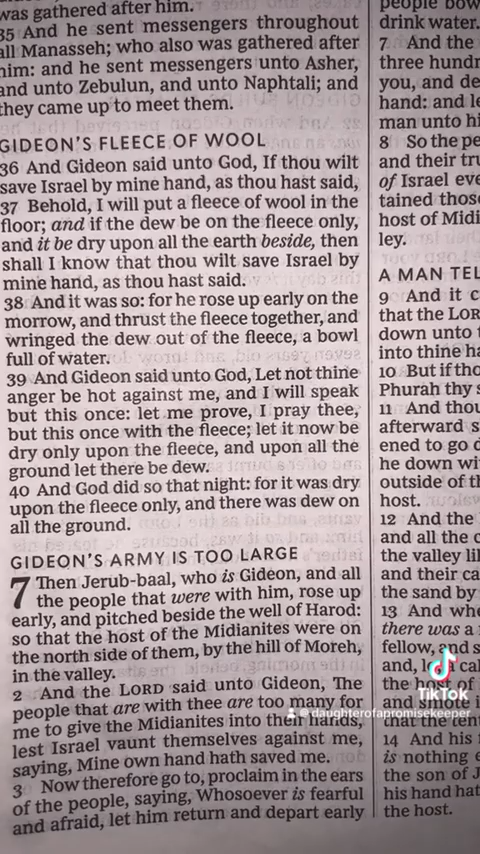 was gathered after him.
35 And he sent messengers throughout
all Manasseh; who also was gathered after
him: and he sent messengers unto Asher,
and unto Zebulun, and unto Naphtali; and
they came up to meet them.
GIDEON'S FLEECE OF WOOL
36 And Gideon said unto God, If thou wilt
save Israel by mine hand, as thou hast said,
37 Behold, I will put a fleece of wool in the
floor; and if the dew be on the fleece only,
and it be dry upon all the earth beside, then
shall I know that thou wilt save Israel by
mine hand, as thou hast said.
38 And it was so: for he rose up early on the
morrow, and thrust the fleece together, and
wringed the dew out of the fleece, a bowl
full of water.
39 And Gideon said unto God, Let not thine
anger be hot against me, and I will speak
but this once: let me prove, I pray thee,
but this once with the fleece; let it now be
dry only upon the fleece, and upon all the
ground let there be dew.
40 And God did so that night: for it was dry
upon the fleece only, and there was dew on
all the ground.
GIDEON'S ARMY IS TOO LARGE
7 Then Jerub-baal, who is Gideon, and all
the people that were with him, rose up
early, and pitched beside the well of Harod:
so that the host of the Midianites were on
the north side of them, by the hill of Moreh,
in the valley.
2 And the LORD said unto Gideon, The
people that are with thee are too many for
me to give the Midianites into their hands,
lest Israel vaunt themselves against me,
saying, Mine own hand hath saved me.
3 Now therefore go to, proclaim in the ears
of the people, saying, Whosoever is fearful
and afraid, let him return and depart early
people bow
drink water.
7 And the
three hundr
you, and de
hand: and le
man unto hi
8 So the pe
and their tru
of Israel eve
tained thos
host of Midi
ley.
A MAN TEL
9 And it c
that the LOR
down unto t
into thine ha
10 But if tho
Phurah thy s
11 And thou
afterward s
ened to go d
he down wi
outside of th
host.
12 And the
and all the c
the valley lik
and their ca
the sand by
13 And whe
there was a
fellow, and s
and, lo, a cal
the host of
and smote i
that the ten
14 And his
is nothing e
the son of J
his hand hat
the host.
TikTok
@daughterofapromisekeeper